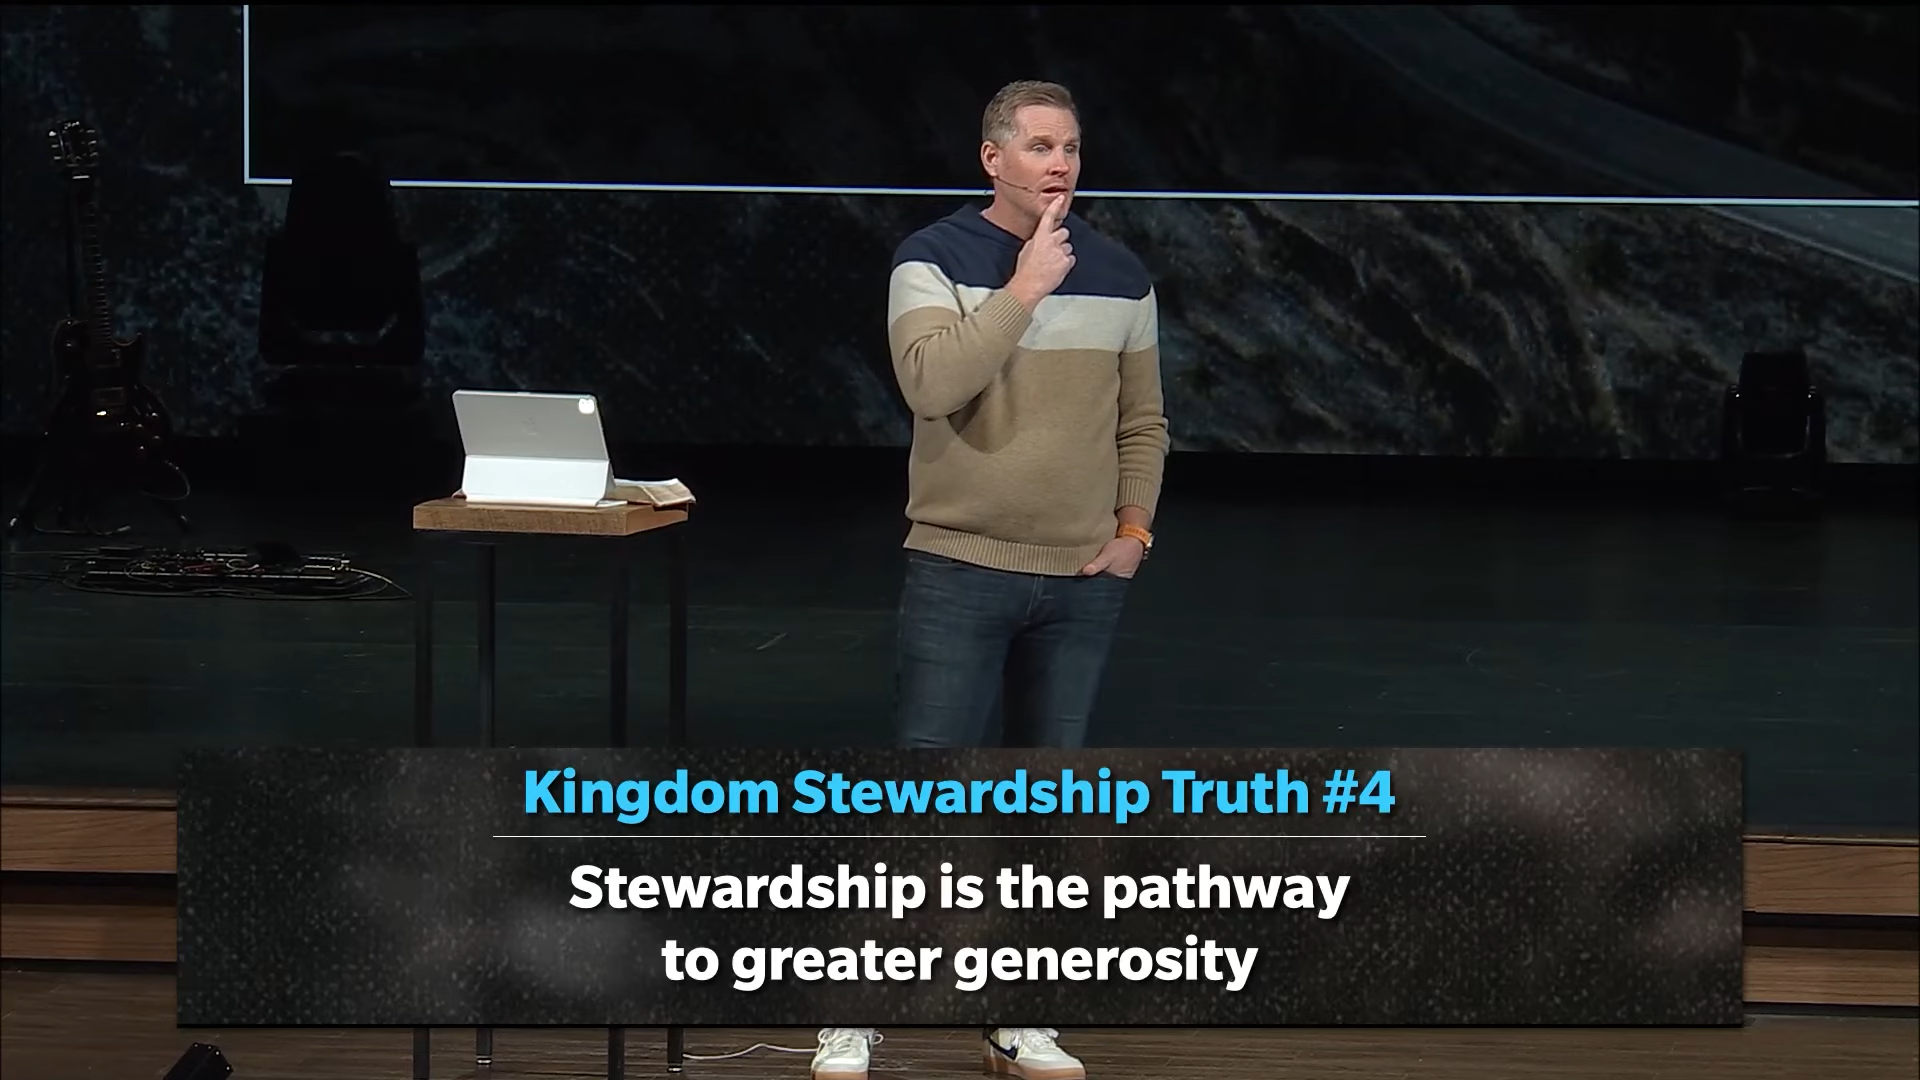 Kingdom Stewardship Truth #4
Stewardship is the pathway
to greater generosity